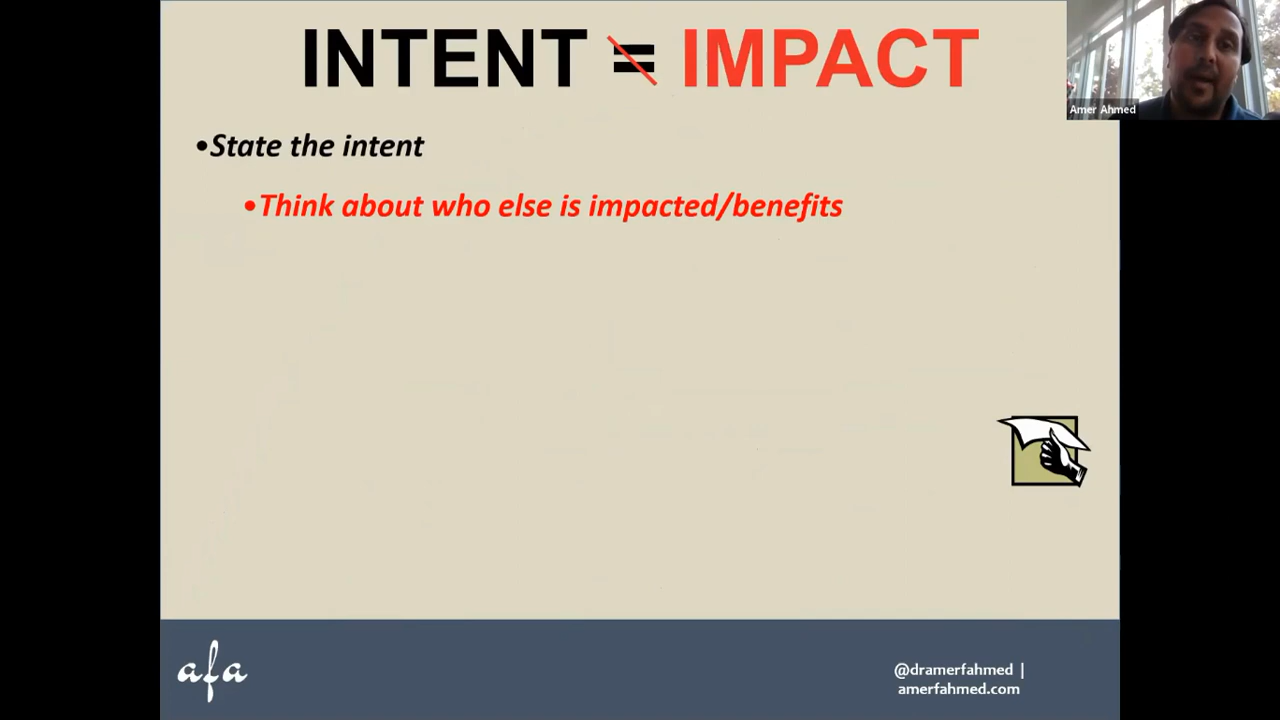 INTENT ≠ IMPACT
Amer Ahmed
•State the intent
•Think about who else is impacted/benefits
afa
@dramerfahmed |
amerfahmed.com